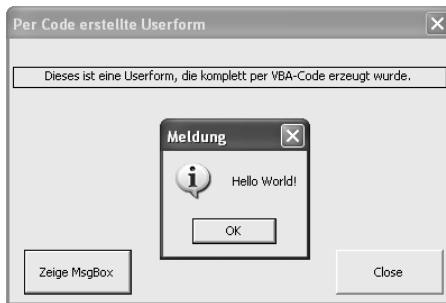 Per Code erstellte Userform
Dieses ist eine Userform, die komplett per VBA-Code erzeugt wurde.
Meldung
Hello World!
OK
Zeige MsgBox
Close